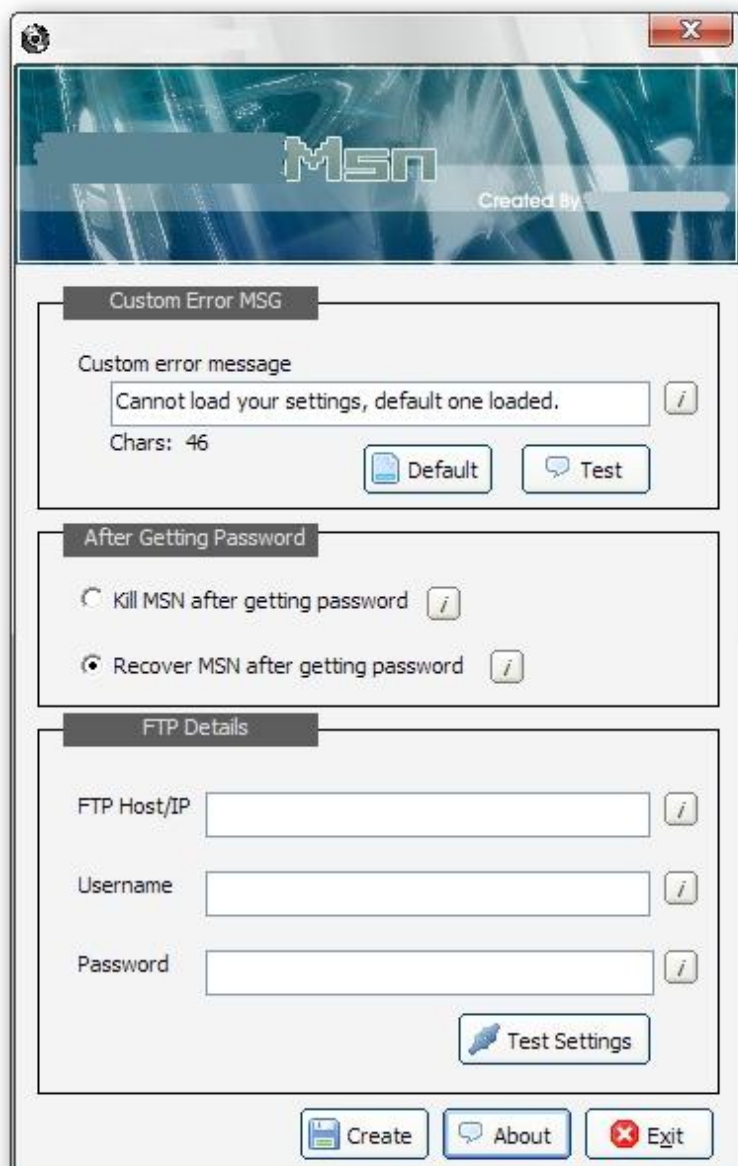 Msn
Created By
Custom Error MSG
Custom error message
Cannot load your settings, default one loaded.
i
Chars: 46
Default
Test
After Getting Password
Kill MSN after getting password
i
Recover MSN after getting password
i
FTP Details
FTP Host/IP
i
Username
i
Password
i
Test Settings
Create
About
Exit